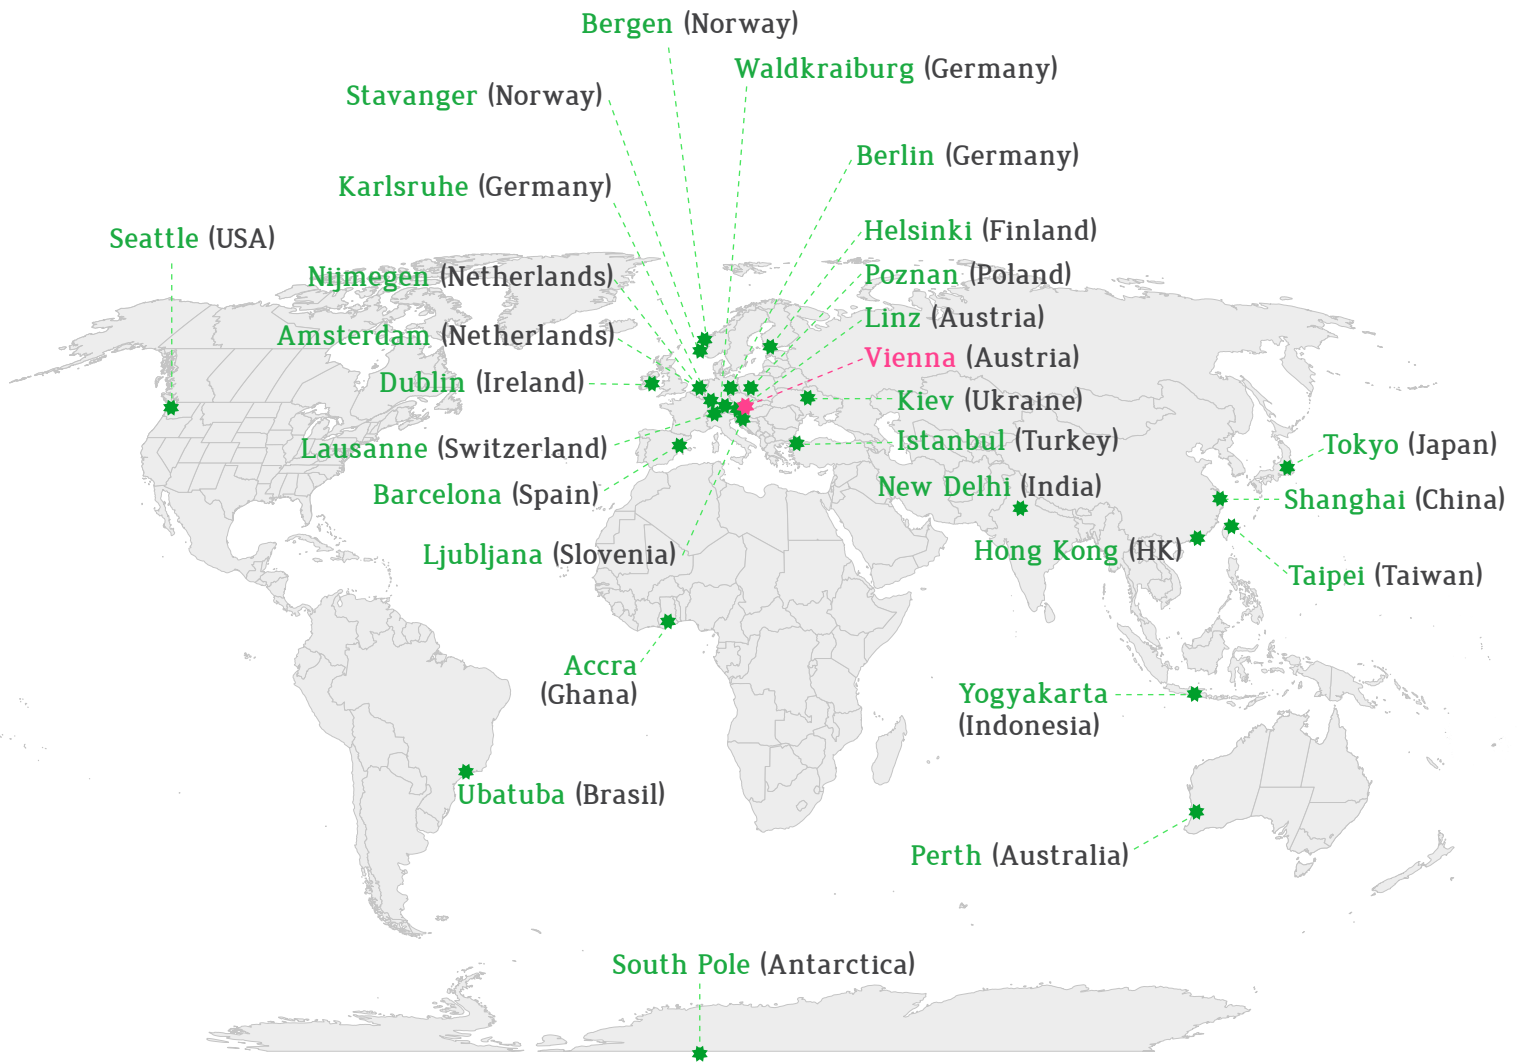 Bergen (Norway)
Waldkraiburg (Germany)
Stavanger (Norway)
Berlin (Germany)
Karlsruhe (Germany)
Helsinki (Finland)
Seattle (USA)
Nijmegen (Netherlands)
Poznan (Poland)
Linz (Austria)
Amsterdam (Netherlands)
Vienna (Austria)
Dublin (Ireland)
Kiev (Ukraine)
Istanbul (Turkey)
Lausanne (Switzerland)
Tokyo (Japan)
New Delhi (India)
Barcelona (Spain)
Shanghai (China)
Hong Kong (HK)
Ljubljana (Slovenia)
Taipei (Taiwan)
Accra
(Ghana)
Yogyakarta
(Indonesia)
Ubatuba (Brasil)
Perth (Australia)
South Pole (Antarctica)